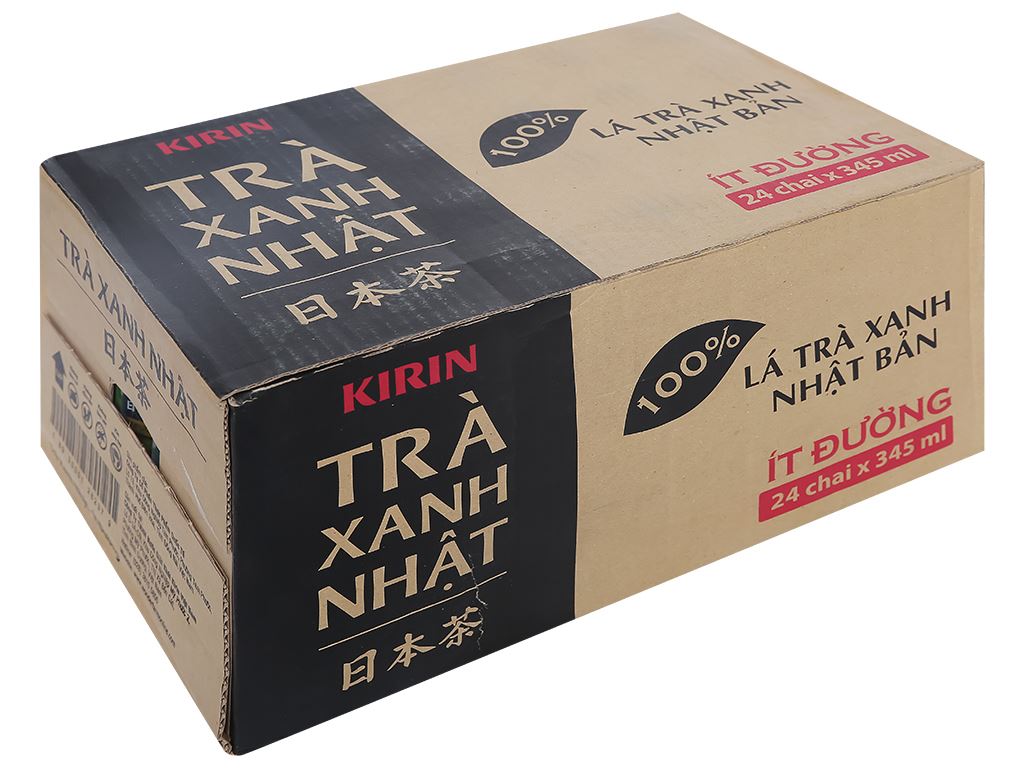 KIRIN
TRÀ
XANH
NHẬT
日本茶
100%
LÁ TRÀ XANH
NHẬT BẢN
ÍT ĐƯỜNG
24 chai x 345 ml
TRÀ XANH NHẬT
日本茶
KIRIN
TRÀ
XANH
NHẬT
日本茶
100%
LÁ TRÀ XANH
NHẬT BẢN
ÍT ĐƯỜNG
24 chai x 345 ml